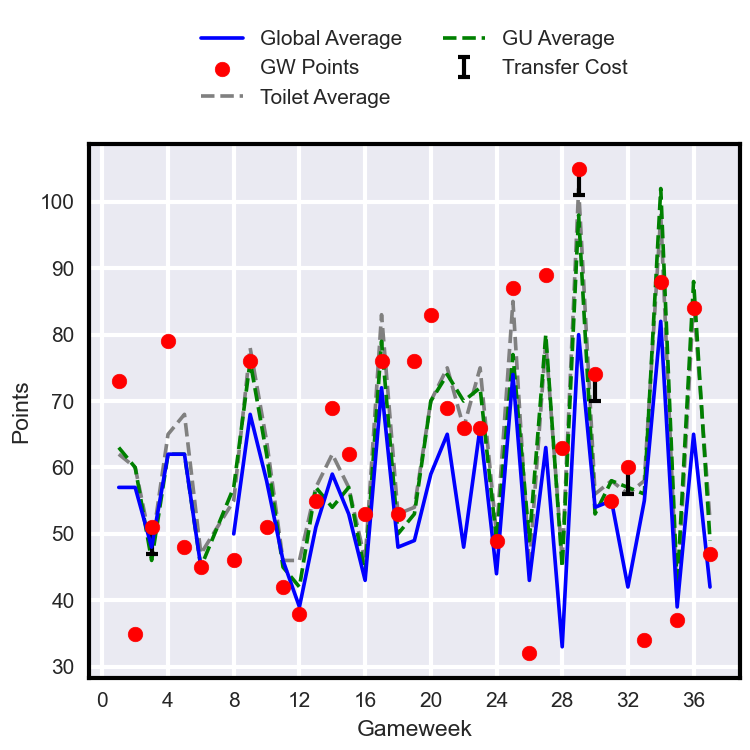 Global Average
GW Points
Toilet Average
GU Average
Transfer Cost
Points
100
90
80
70
60
50
40
30
0 4 8 12 16 20 24 28 32 36
Gameweek